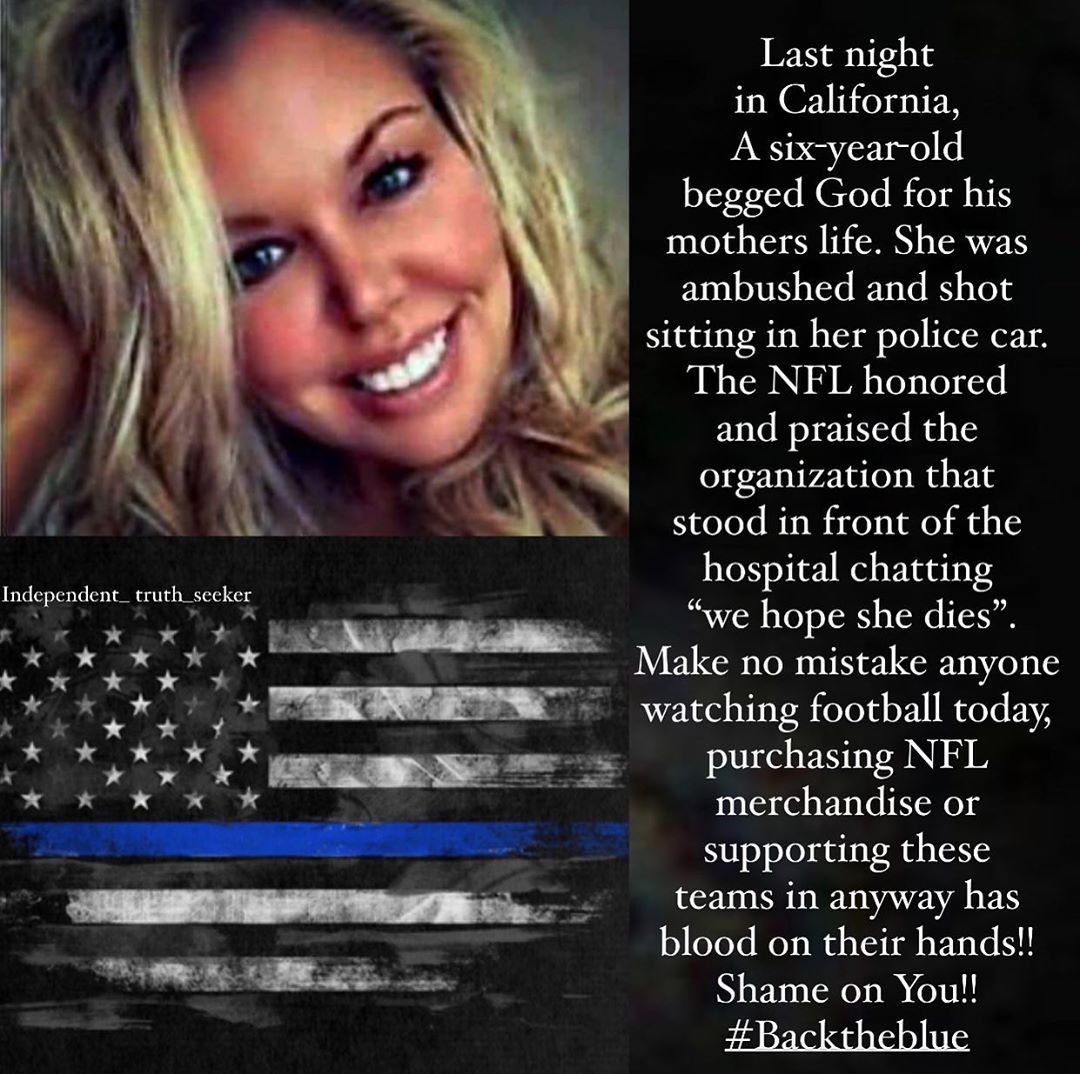 Last night
in California,
A six-year-old
begged God for his
mothers life. She was
ambushed and shot
sitting in her police car.
The NFL honored
and praised the
organization that
stood in front of the
hospital chatting
“we hope she dies”.
Make no mistake anyone
watching football today,
purchasing NFL
merchandise or
supporting these
teams in anyway has
blood on their hands!!
Shame on You!!
#Backtheblue
Independent_ truth_seeker